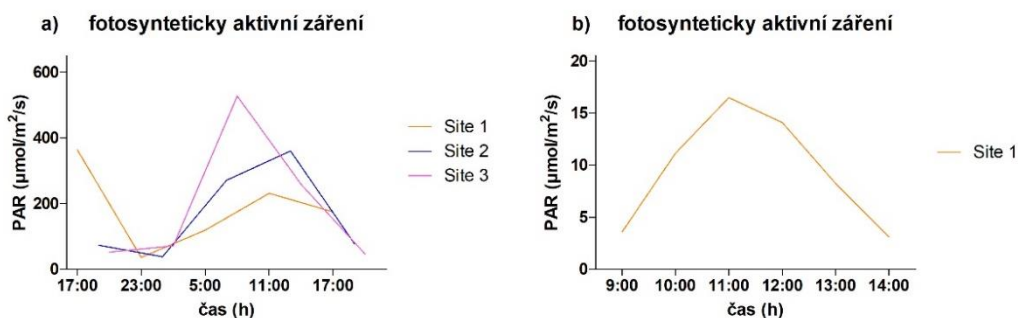 a) fotosynteticky aktivní záření
PAR (µmol/m²/s)
600
400
200
0
17:00 23:00 5:00 11:00 17:00
čas (h)
Site 1
Site 2
Site 3
b) fotosynteticky aktivní záření
PAR (µmol/m²/s)
20
15
10
5
0
9:00 10:00 11:00 12:00 13:00 14:00
čas (h)
Site 1